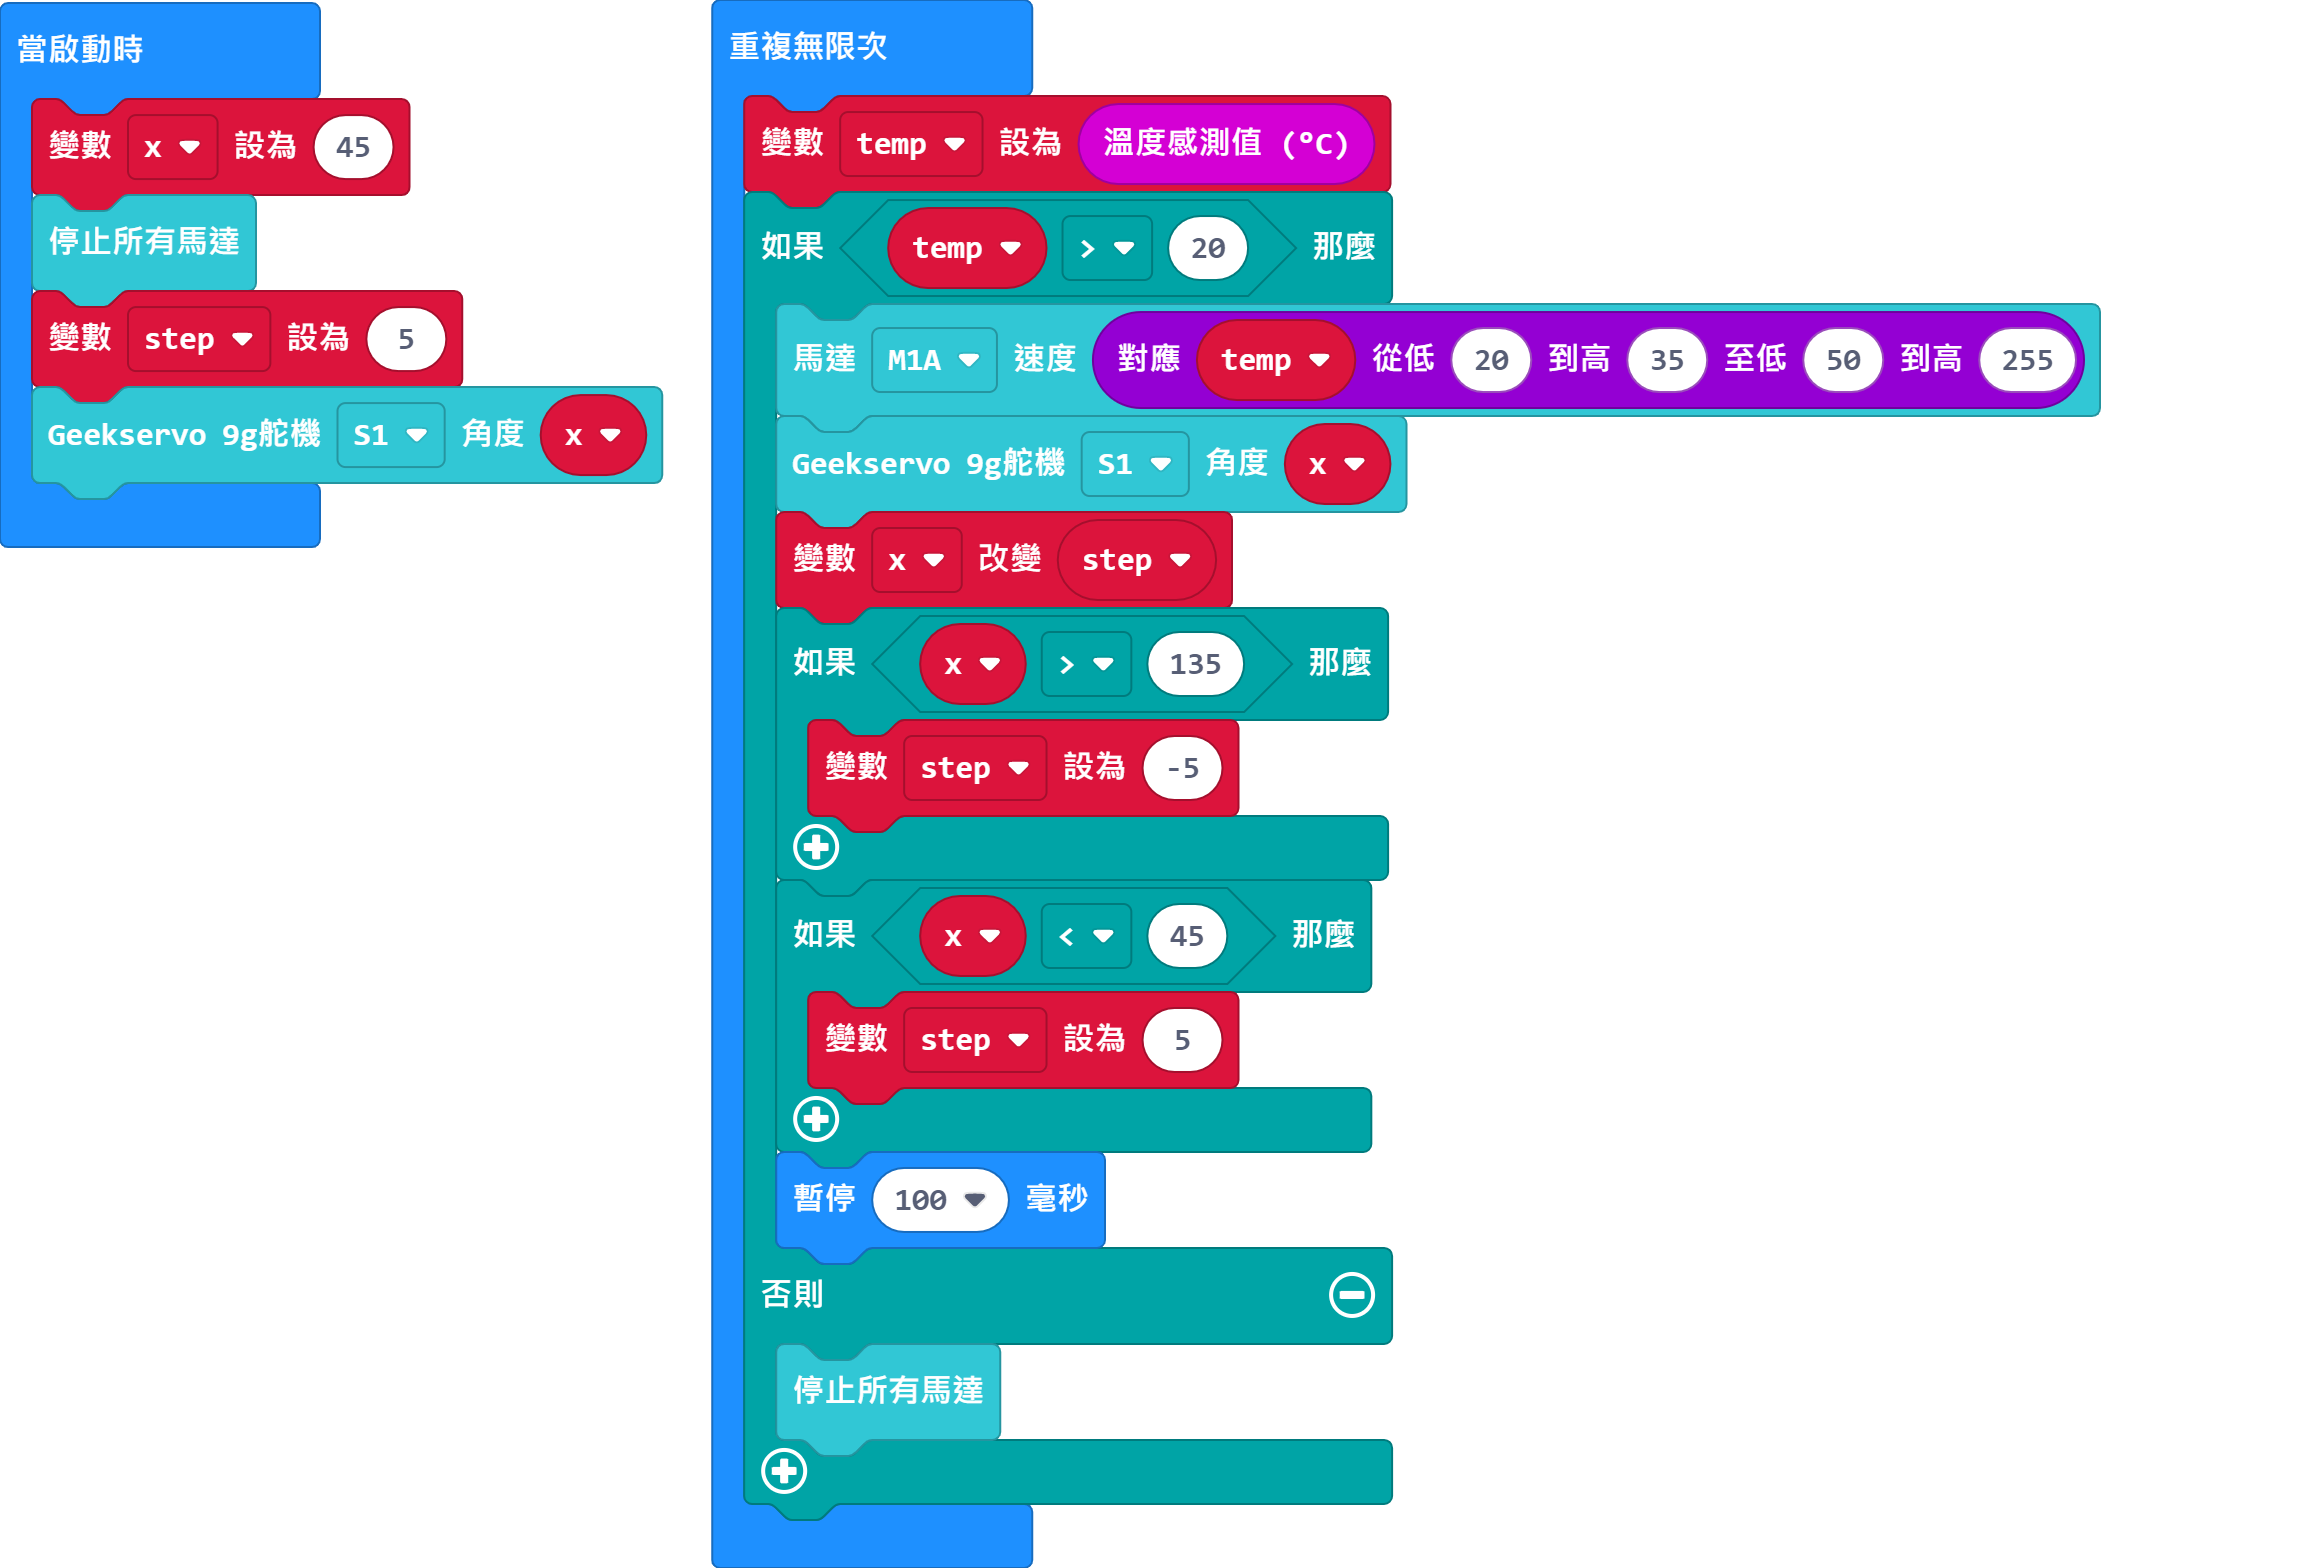 當啟動時
變數 x 設為 45
停止所有馬達
變數 step 設為 5
Geekservo 9g舵機 S1 角度 x
重複無限次
變數 temp 設為 溫度感測值 (°C)
如果 temp > 20 那麼
馬達 M1A 速度 對應 temp 從低 20 到高 35 至低 50 到高 255
Geekservo 9g舵機 S1 角度 x
變數 x 改變 step
如果 x > 135 那麼
變數 step 設為 -5
如果 x < 45 那麼
變數 step 設為 5
暫停 100 毫秒
否則
停止所有馬達